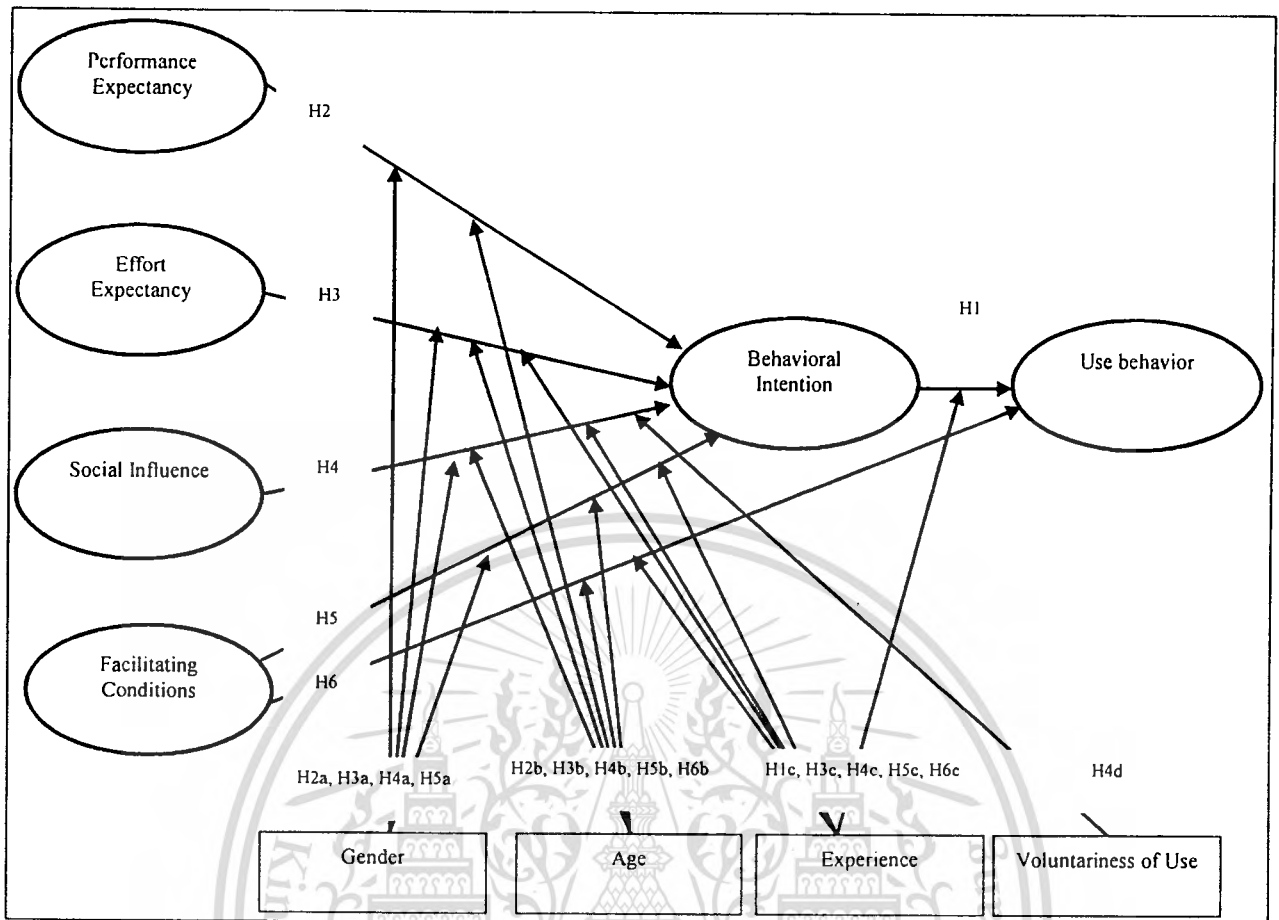 Performance
Expectancy
H2
Effort
Expectancy
H3
Behavioral
Intention
H1
Use behavior
Social Influence
H4
Facilitating
Conditions
H5
H6
H2a, H3a, H4a, H5a
H2b, H3b, H4b, H5b, H6b
H1c, H3c, H4c, H5c, H6c
H4d
Gender
Age
Experience
Voluntariness of Use